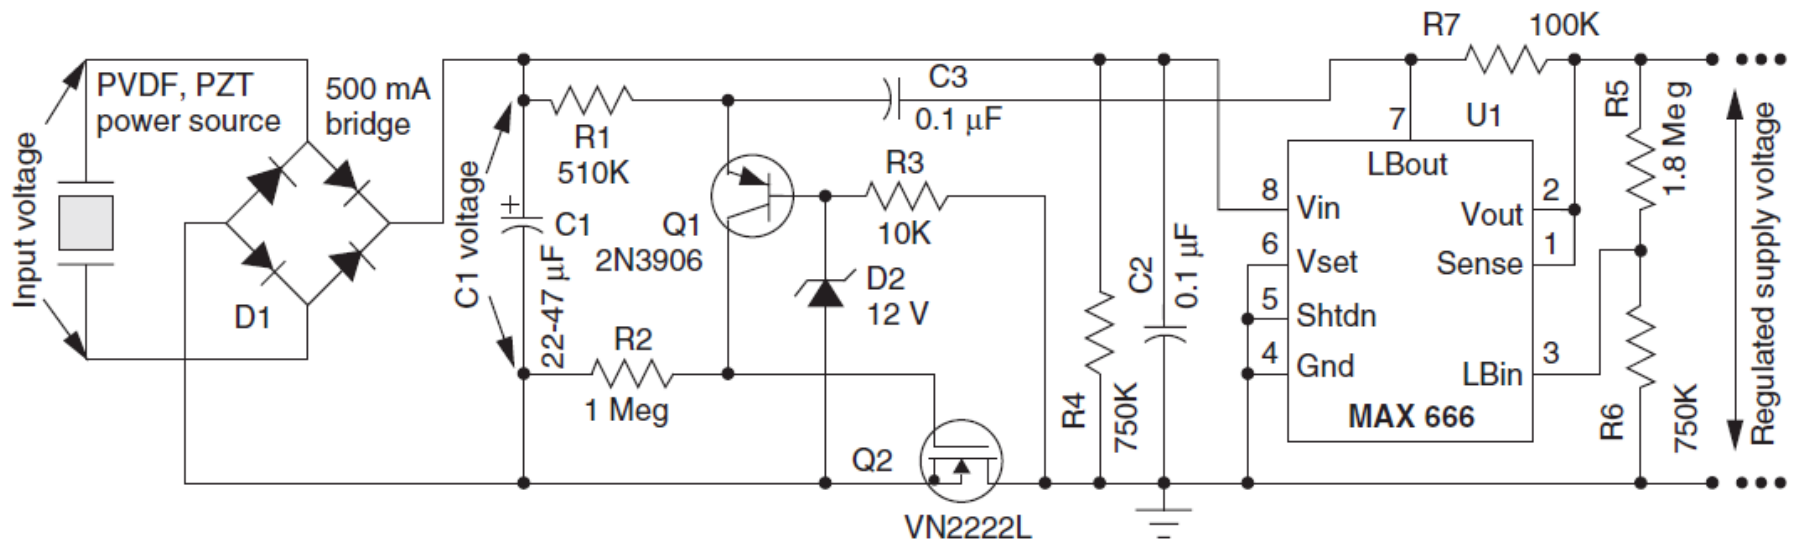 Input voltage
PVDF, PZT
power source
500 mA
bridge
D1
C1 voltage
R1
510K
+
C1
22-47 µF
R2
1 Meg
Q1
2N3906
C3
0.1 µF
R3
10K
D2
12 V
Q2
VN2222L
R4
750K
C2
0.1 µF
R7 100K
7 U1
LBout
8 Vin
6 Vset
5 Shtdn
4 Gnd
Vout 2
Sense 1
LBin 3
MAX 666
R5
1.8 Meg
R6
750K
Regulated supply voltage